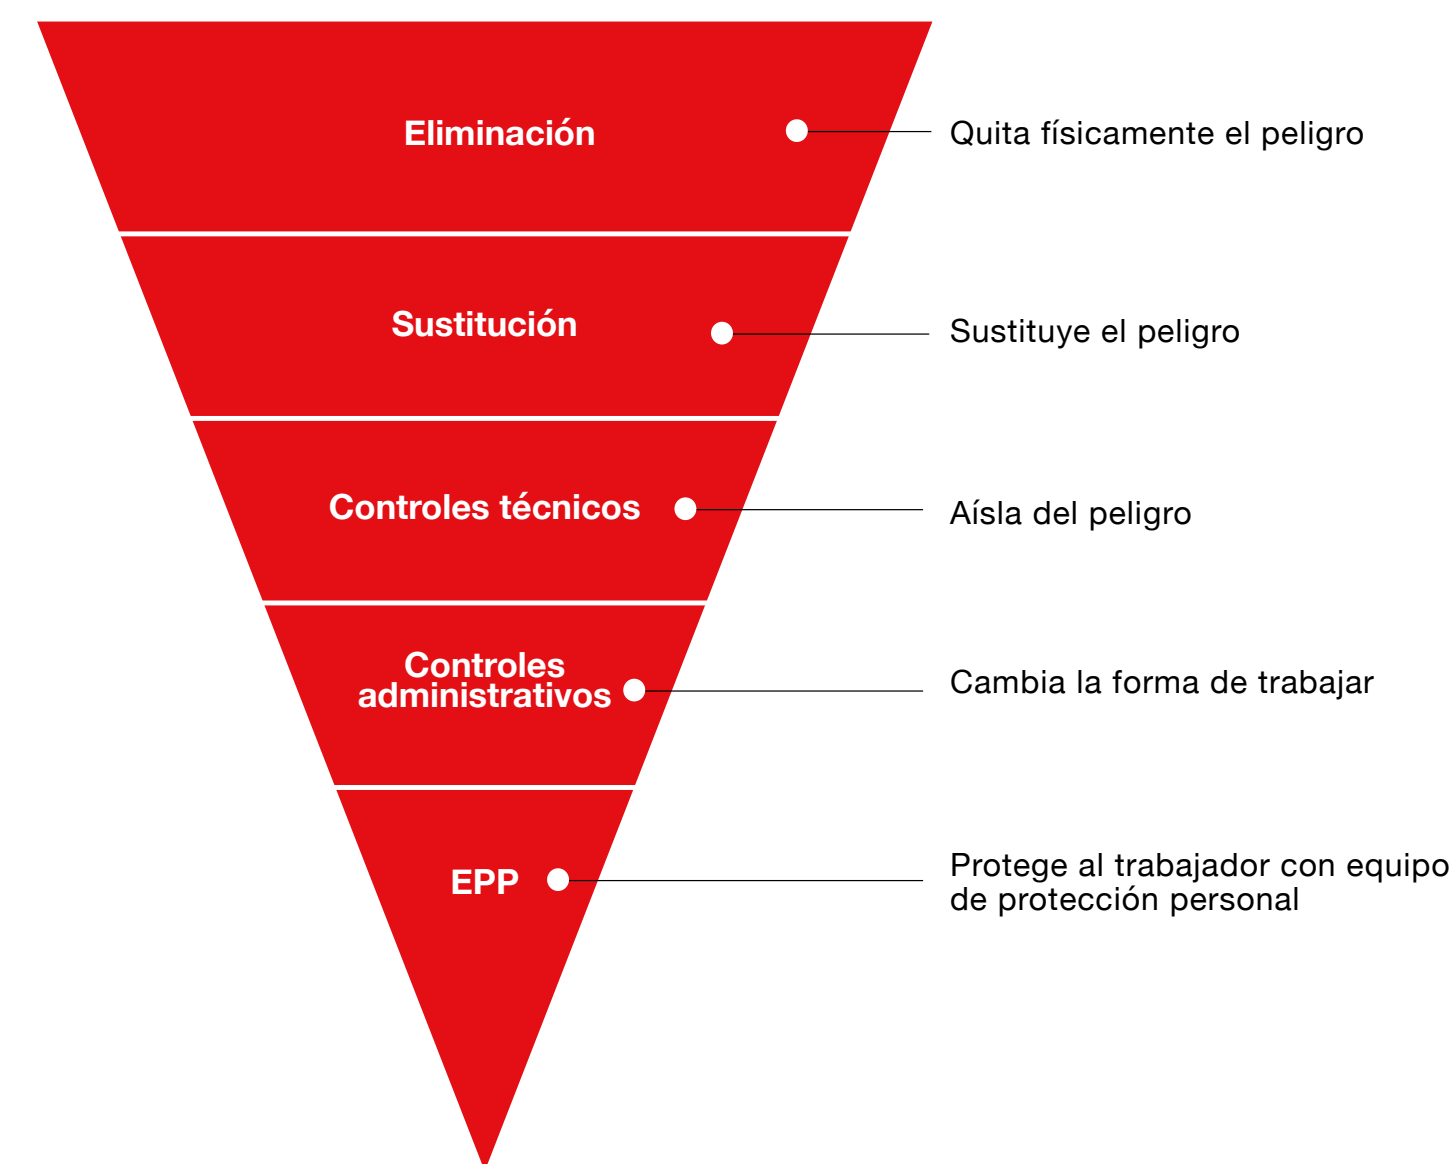 Eliminación
Quita físicamente el peligro
Sustitución
Sustituye el peligro
Controles técnicos
Aísla del peligro
Controles
administrativos
Cambia la forma de trabajar
EPP
Protege al trabajador con equipo
de protección personal